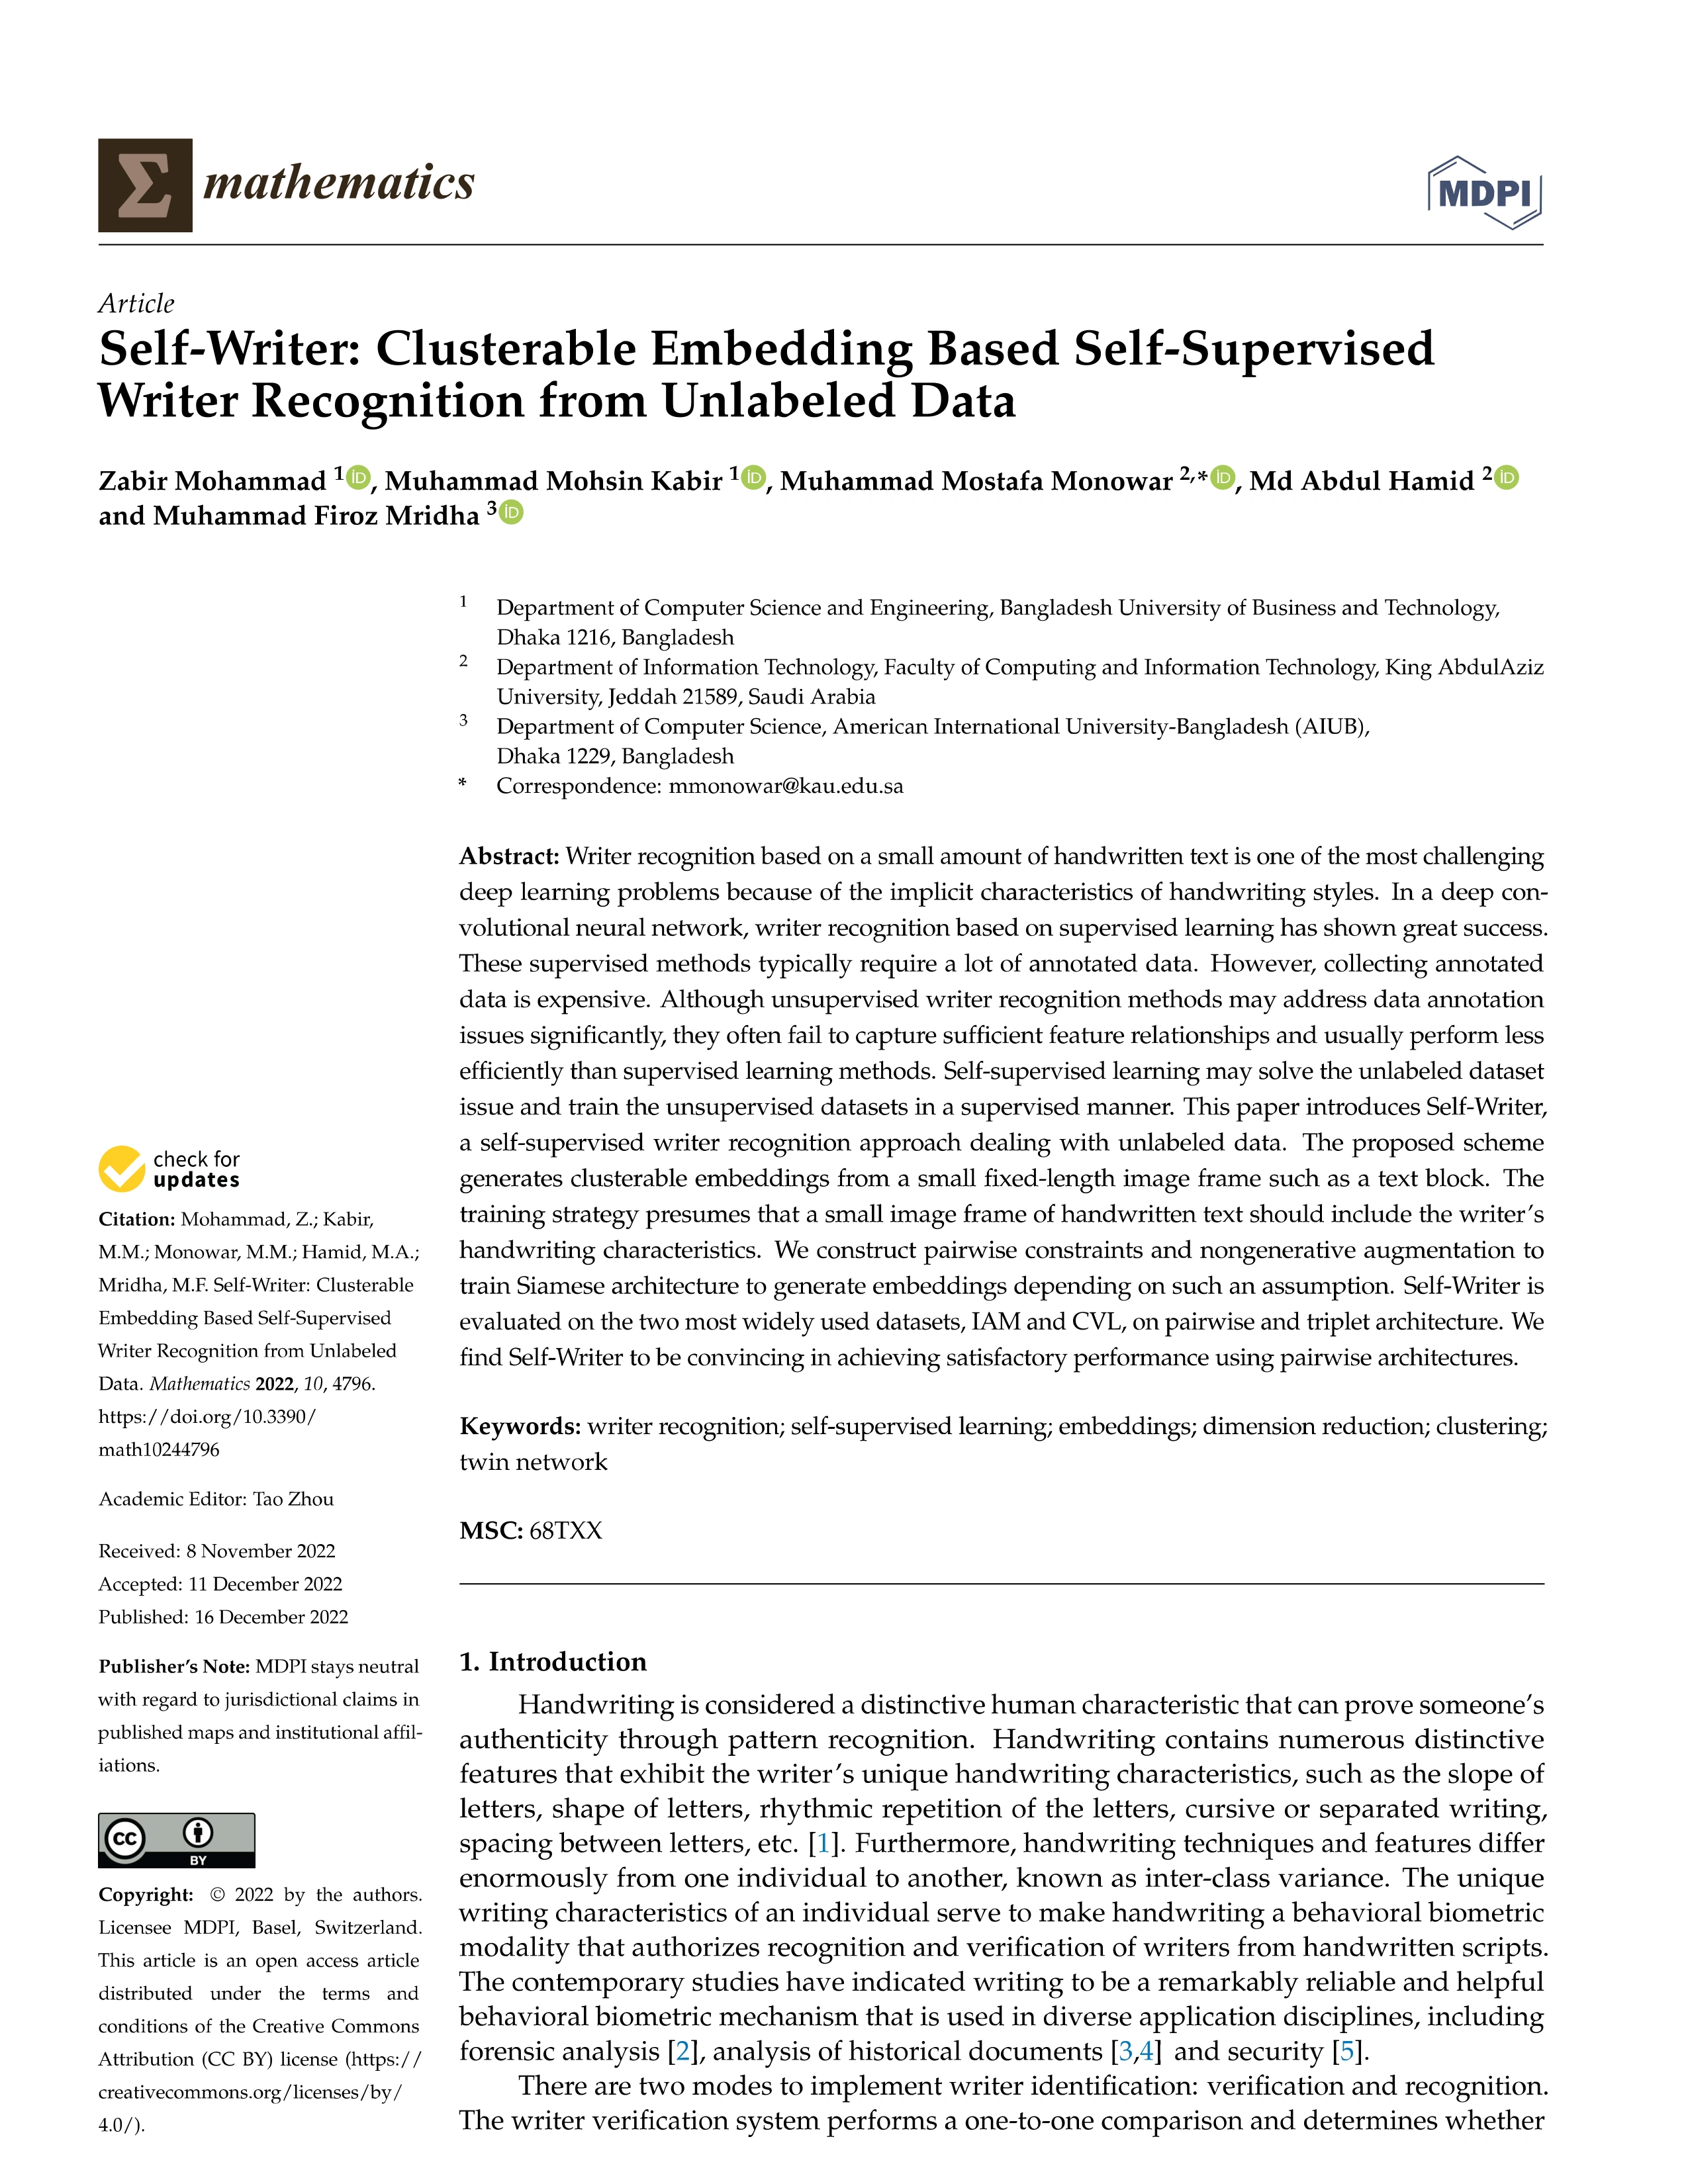 Σ mathematics
MDPI
Article
Self-Writer: Clusterable Embedding Based Self-Supervised
Writer Recognition from Unlabeled Data
Zabir Mohammad 1 iD, Muhammad Mohsin Kabir 1 iD, Muhammad Mostafa Monowar 2,* iD, Md Abdul Hamid 2 iD
and Muhammad Firoz Mridha 3 iD
1 Department of Computer Science and Engineering, Bangladesh University of Business and Technology,
Dhaka 1216, Bangladesh
2 Department of Information Technology, Faculty of Computing and Information Technology, King AbdulAziz
University, Jeddah 21589, Saudi Arabia
3 Department of Computer Science, American International University-Bangladesh (AIUB),
Dhaka 1229, Bangladesh
* Correspondence: mmonowar@kau.edu.sa
Abstract: Writer recognition based on a small amount of handwritten text is one of the most challenging
deep learning problems because of the implicit characteristics of handwriting styles. In a deep con-
volutional neural network, writer recognition based on supervised learning has shown great success.
These supervised methods typically require a lot of annotated data. However, collecting annotated
data is expensive. Although unsupervised writer recognition methods may address data annotation
issues significantly, they often fail to capture sufficient feature relationships and usually perform less
efficiently than supervised learning methods. Self-supervised learning may solve the unlabeled dataset
issue and train the unsupervised datasets in a supervised manner. This paper introduces Self-Writer,
a self-supervised writer recognition approach dealing with unlabeled data. The proposed scheme
generates clusterable embeddings from a small fixed-length image frame such as a text block. The
training strategy presumes that a small image frame of handwritten text should include the writer's
handwriting characteristics. We construct pairwise constraints and nongenerative augmentation to
train Siamese architecture to generate embeddings depending on such an assumption. Self-Writer is
evaluated on the two most widely used datasets, IAM and CVL, on pairwise and triplet architecture. We
find Self-Writer to be convincing in achieving satisfactory performance using pairwise architectures.
Keywords: writer recognition; self-supervised learning; embeddings; dimension reduction; clustering;
twin network
MSC: 68TXX
check for
updates
Citation: Mohammad, Z.; Kabir,
M.M.; Monowar, M.M.; Hamid, M.A.;
Mridha, M.F. Self-Writer: Clusterable
Embedding Based Self-Supervised
Writer Recognition from Unlabeled
Data. Mathematics 2022, 10, 4796.
https://doi.org/10.3390/
math10244796
Academic Editor: Tao Zhou
Received: 8 November 2022
Accepted: 11 December 2022
Published: 16 December 2022
Publisher's Note: MDPI stays neutral
with regard to jurisdictional claims in
published maps and institutional affil-
iations.
cc BY
Copyright: © 2022 by the authors.
Licensee MDPI, Basel, Switzerland.
This article is an open access article
distributed under the terms and
conditions of the Creative Commons
Attribution (CC BY) license (https://
creativecommons.org/licenses/by/
4.0/).
1. Introduction
Handwriting is considered a distinctive human characteristic that can prove someone's
authenticity through pattern recognition. Handwriting contains numerous distinctive
features that exhibit the writer's unique handwriting characteristics, such as the slope of
letters, shape of letters, rhythmic repetition of the letters, cursive or separated writing,
spacing between letters, etc. [1]. Furthermore, handwriting techniques and features differ
enormously from one individual to another, known as inter-class variance. The unique
writing characteristics of an individual serve to make handwriting a behavioral biometric
modality that authorizes recognition and verification of writers from handwritten scripts.
The contemporary studies have indicated writing to be a remarkably reliable and helpful
behavioral biometric mechanism that is used in diverse application disciplines, including
forensic analysis [2], analysis of historical documents [3,4] and security [5].
There are two modes to implement writer identification: verification and recognition.
The writer verification system performs a one-to-one comparison and determines whether